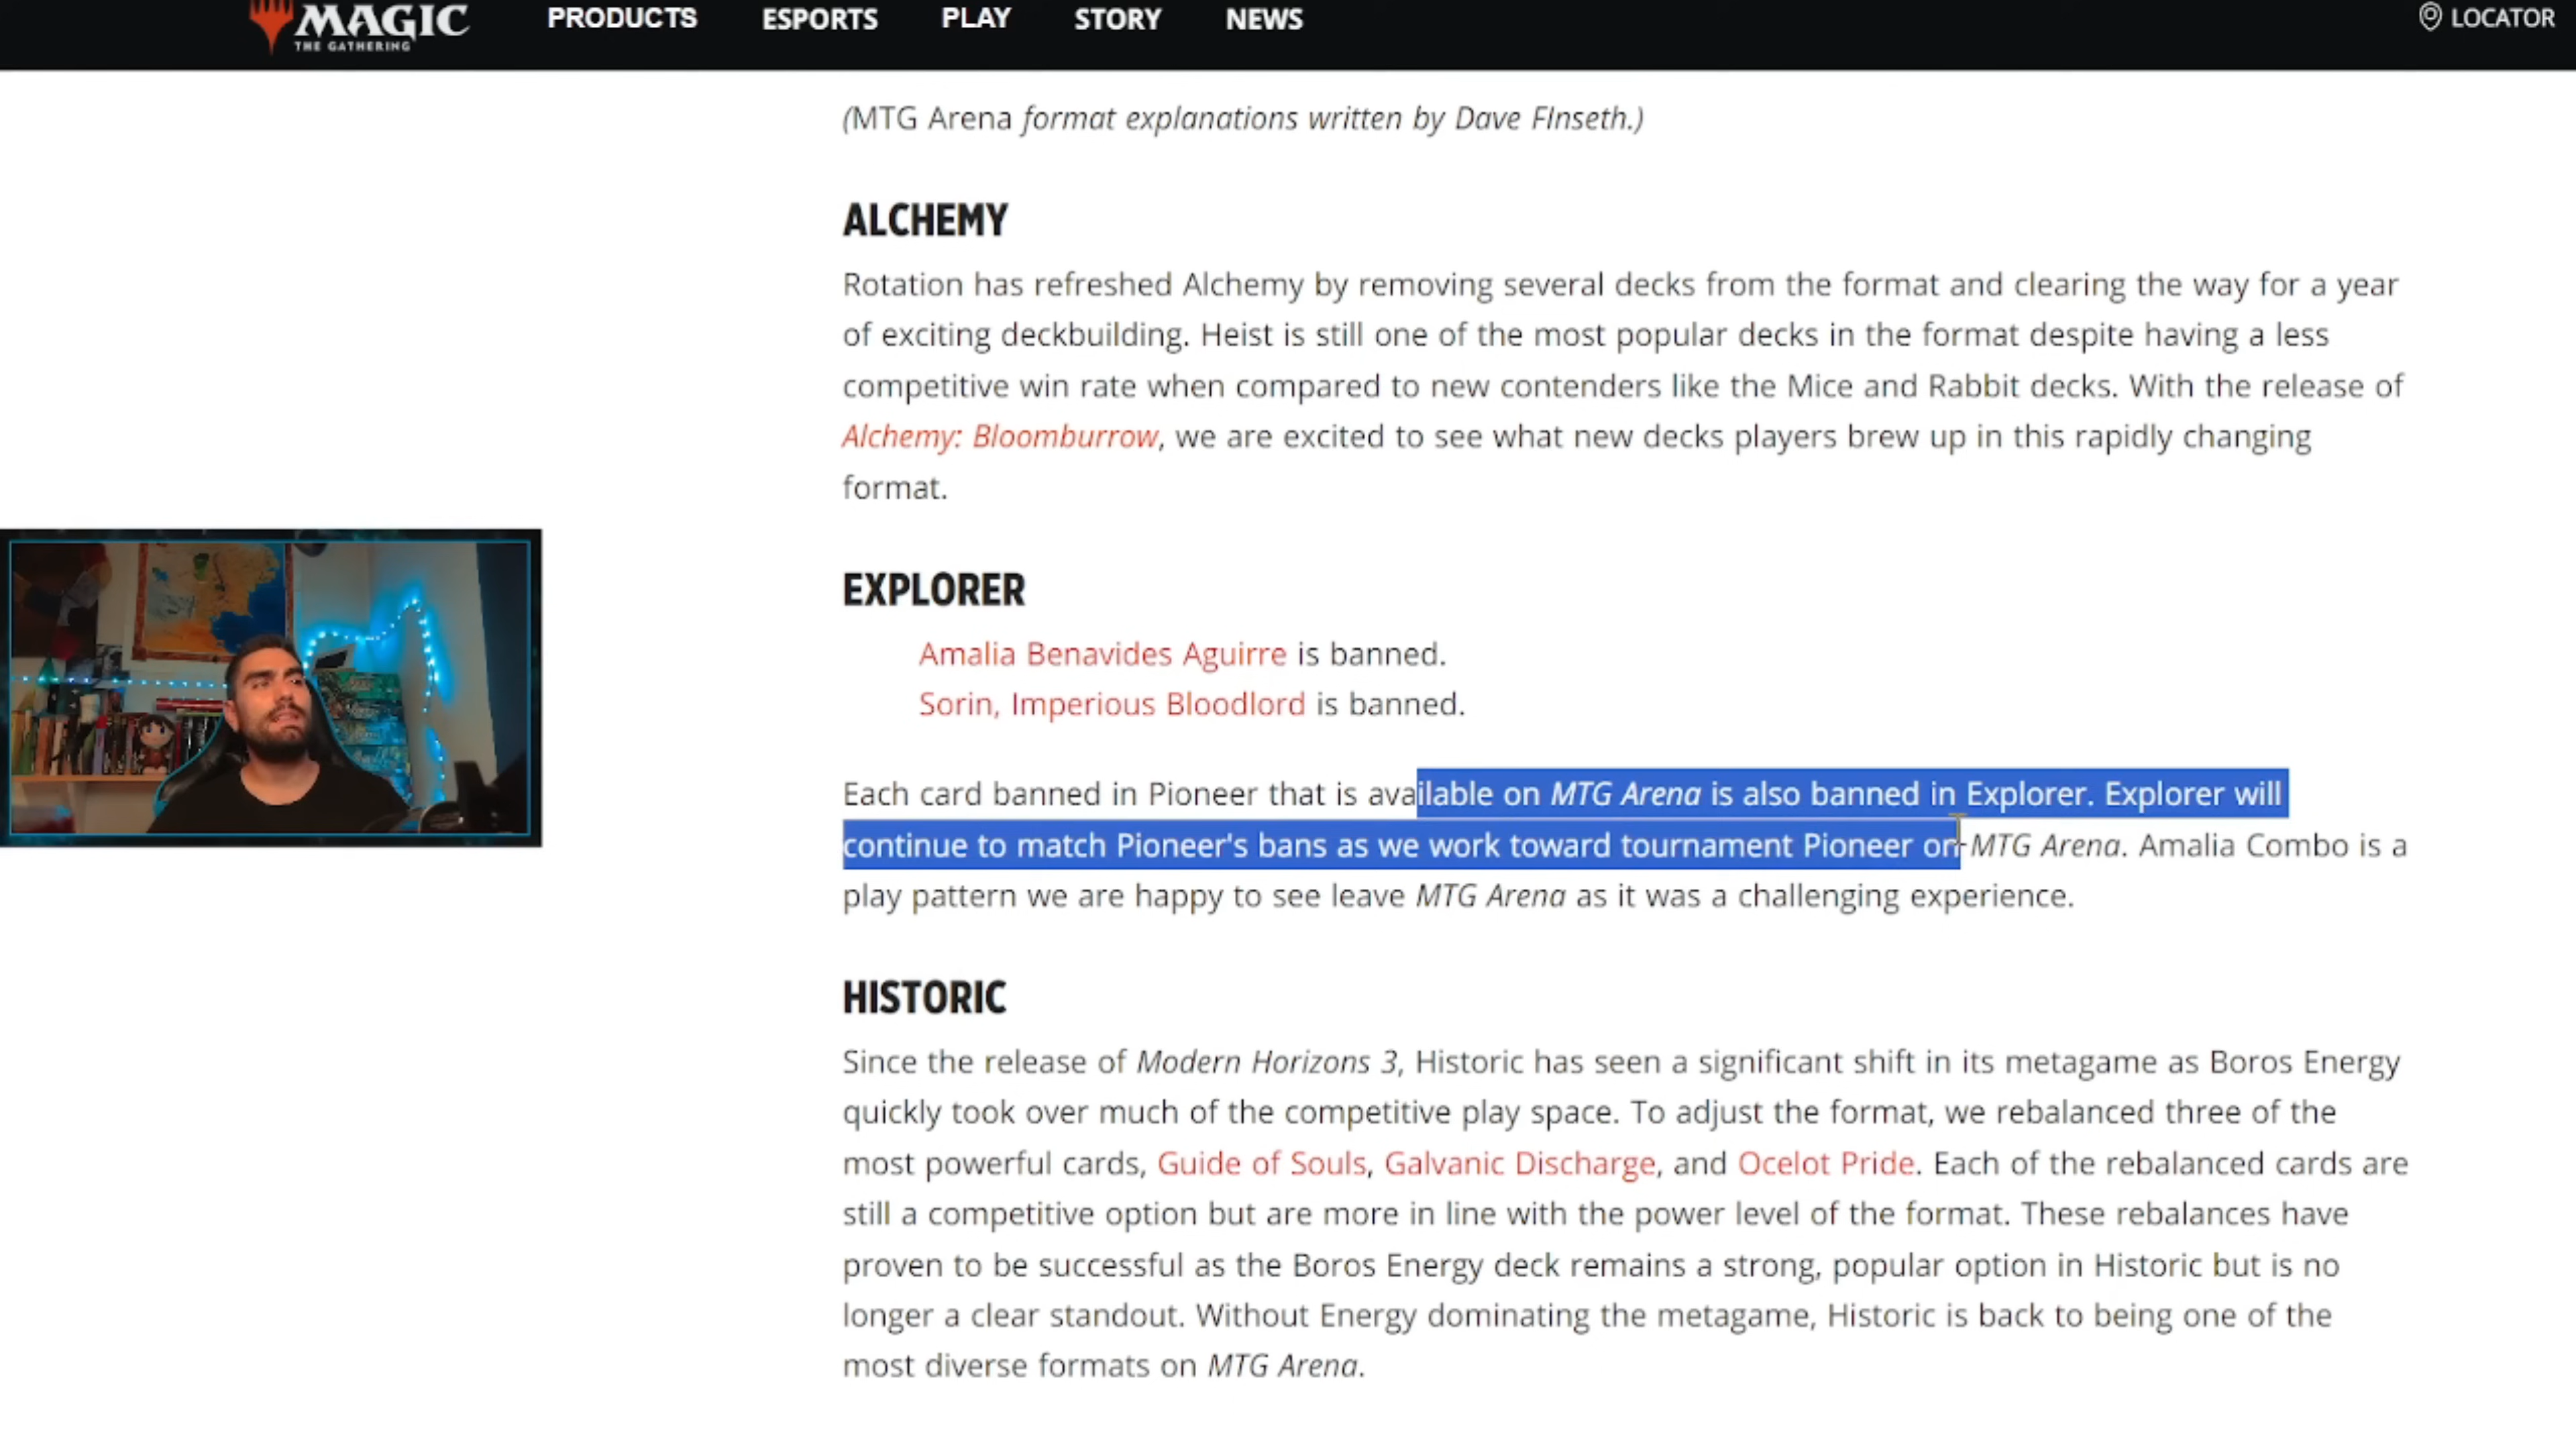 MAGIC
THE GATHERING
PRODUCTS
ESPORTS
PLAY
STORY
NEWS
LOCATOR
(MTG Arena format explanations written by Dave FInseth.)
ALCHEMY
Rotation has refreshed Alchemy by removing several decks from the format and clearing the way for a year
of exciting deckbuilding. Heist is still one of the most popular decks in the format despite having a less
competitive win rate when compared to new contenders like the Mice and Rabbit decks. With the release of
Alchemy: Bloomburrow, we are excited to see what new decks players brew up in this rapidly changing
format.
EXPLORER
Amalia Benavides Aguirre is banned.
Sorin, Imperious Bloodlord is banned.
Each card banned in Pioneer that is available on MTG Arena is also banned in Explorer. Explorer will
continue to match Pioneer's bans as we work toward tournament Pioneer on MTG Arena. Amalia Combo is a
play pattern we are happy to see leave MTG Arena as it was a challenging experience.
HISTORIC
Since the release of Modern Horizons 3, Historic has seen a significant shift in its metagame as Boros Energy
quickly took over much of the competitive play space. To adjust the format, we rebalanced three of the
most powerful cards, Guide of Souls, Galvanic Discharge, and Ocelot Pride. Each of the rebalanced cards are
still a competitive option but are more in line with the power level of the format. These rebalances have
proven to be successful as the Boros Energy deck remains a strong, popular option in Historic but is no
longer a clear standout. Without Energy dominating the metagame, Historic is back to being one of the
most diverse formats on MTG Arena.